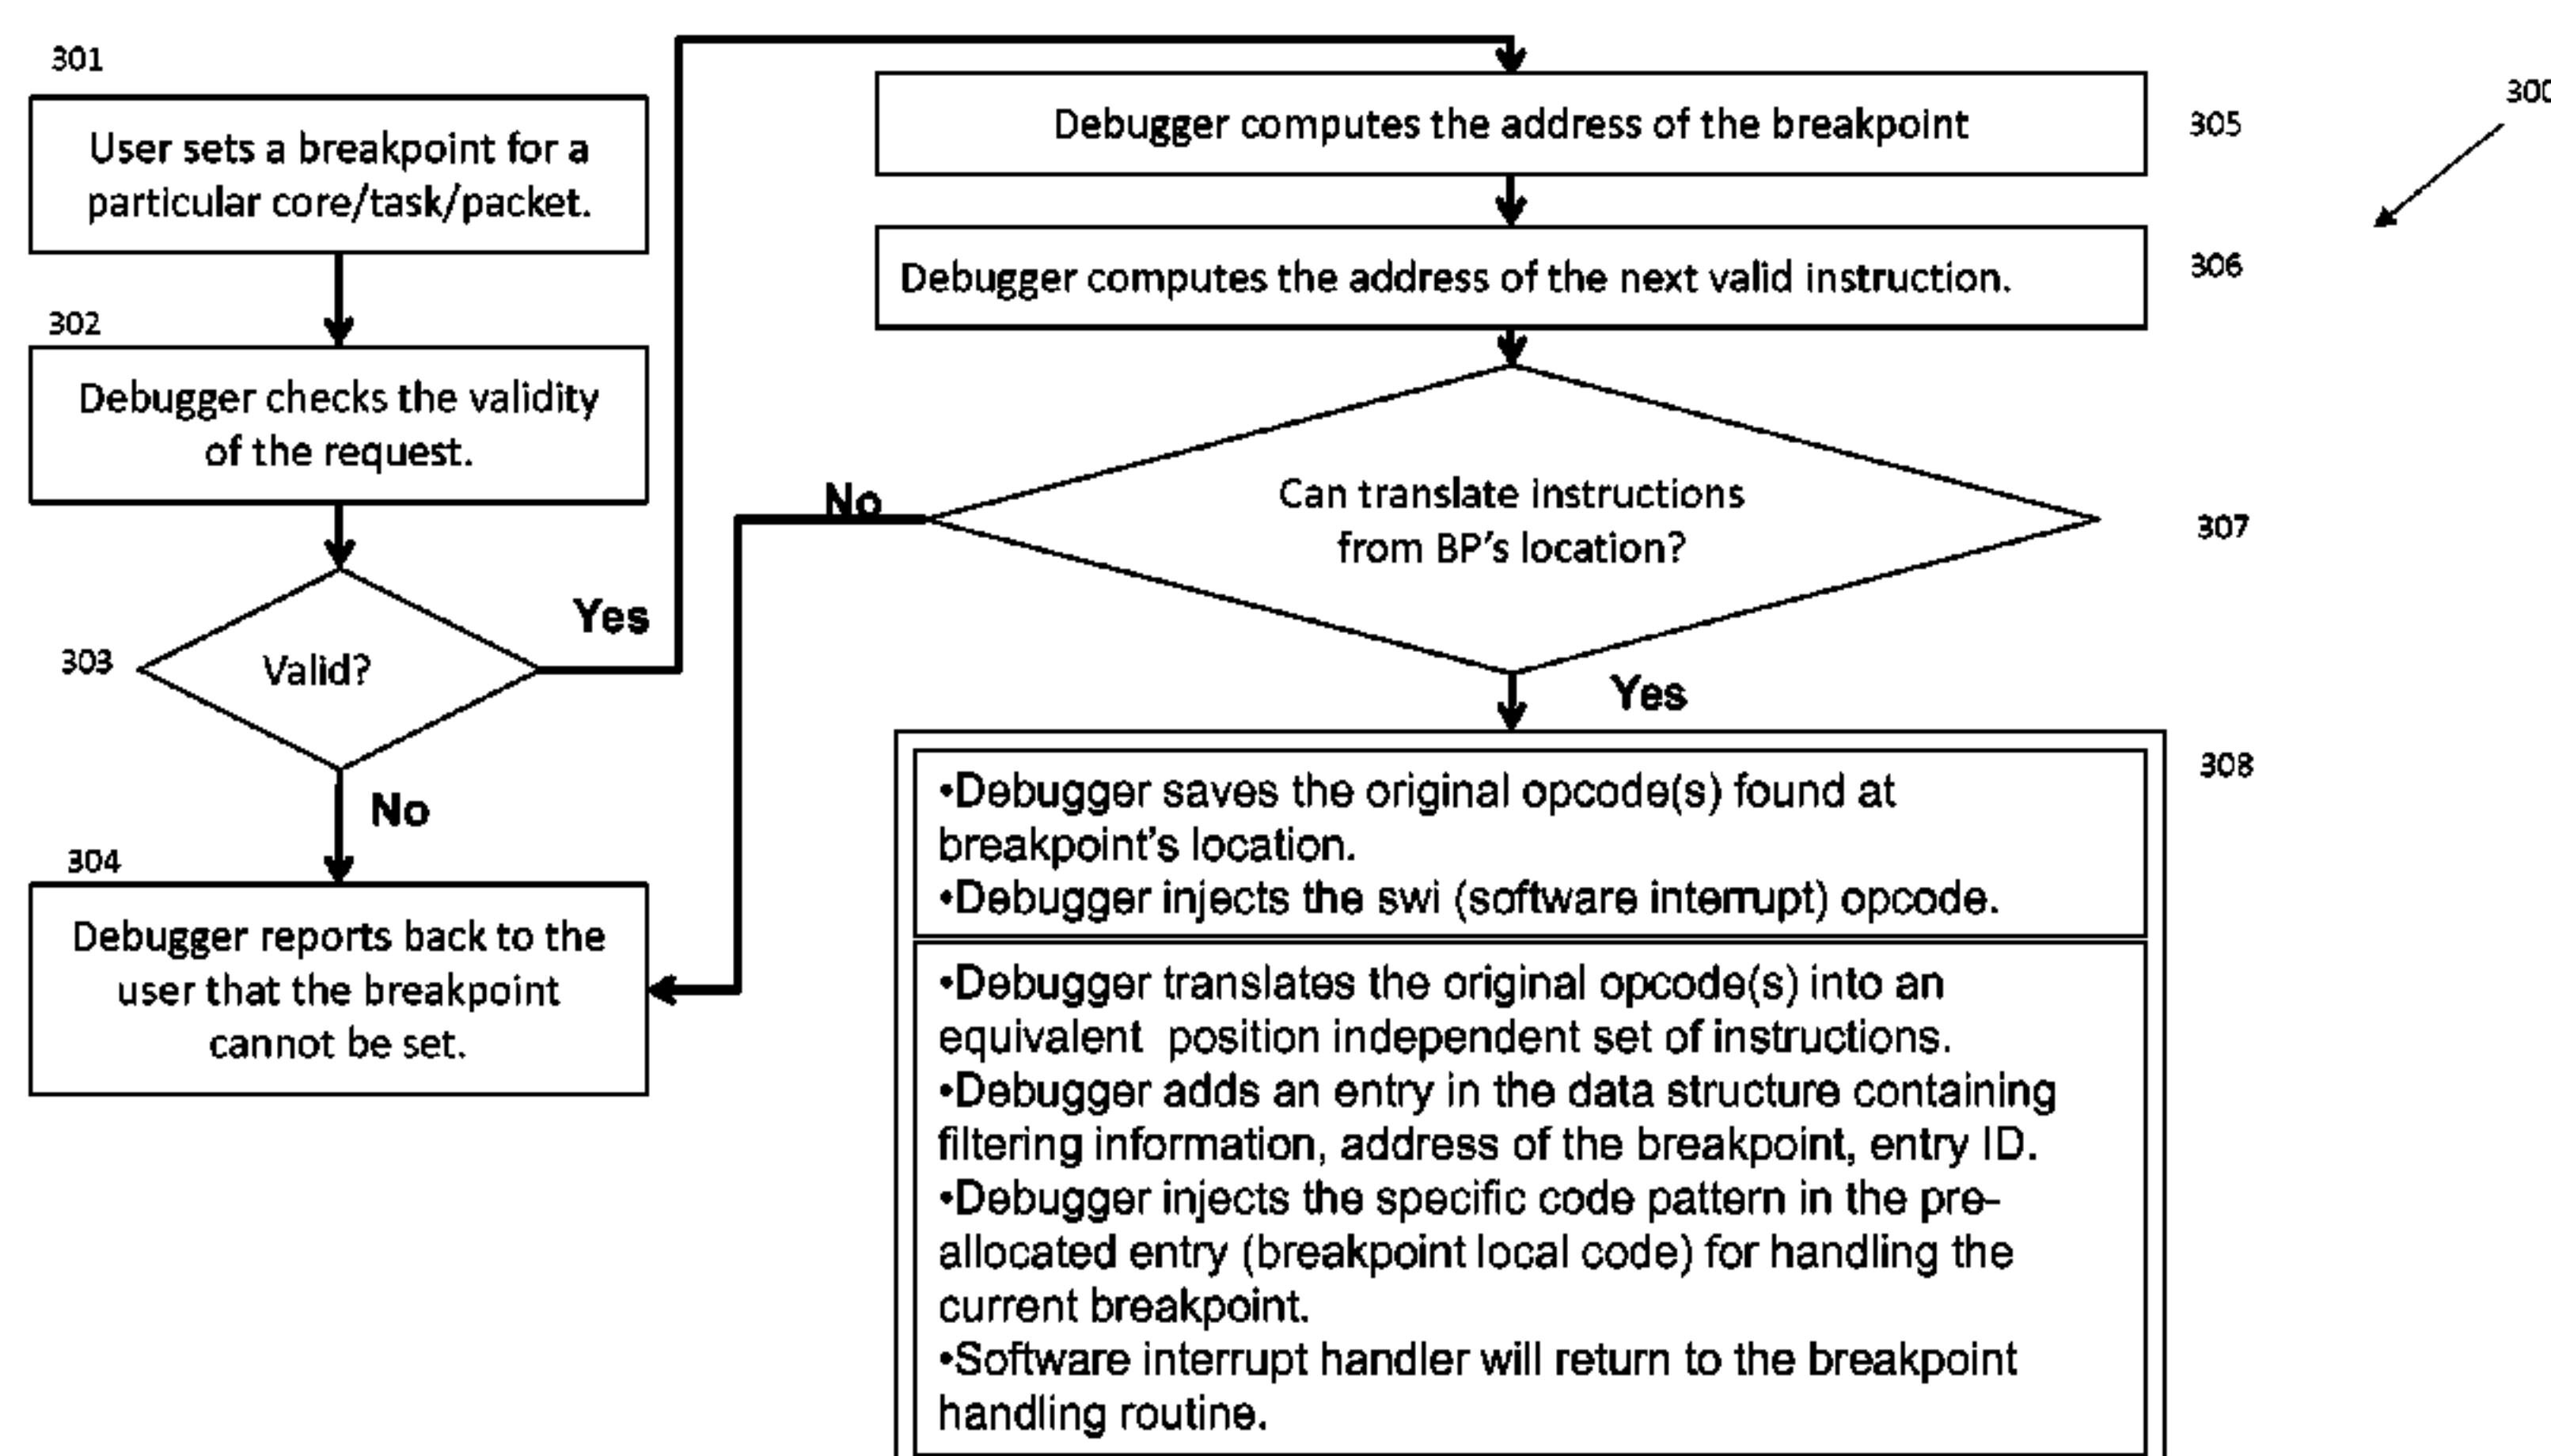 301
User sets a breakpoint for a
particular core/task/packet.
302
Debugger checks the validity
of the request.
303
Valid?
Yes
No
304
Debugger reports back to the
user that the breakpoint
cannot be set.
300
Debugger computes the address of the breakpoint
305
Debugger computes the address of the next valid instruction.
306
Can translate instructions
from BP's location?
307
No
Yes
308
•Debugger saves the original opcode(s) found at
breakpoint's location.
•Debugger injects the swi (software interrupt) opcode.
•Debugger translates the original opcode(s) into an
equivalent position independent set of instructions.
•Debugger adds an entry in the data structure containing
filtering information, address of the breakpoint, entry ID.
•Debugger injects the specific code pattern in the pre-
allocated entry (breakpoint local code) for handling the
current breakpoint.
•Software interrupt handler will return to the breakpoint
handling routine.